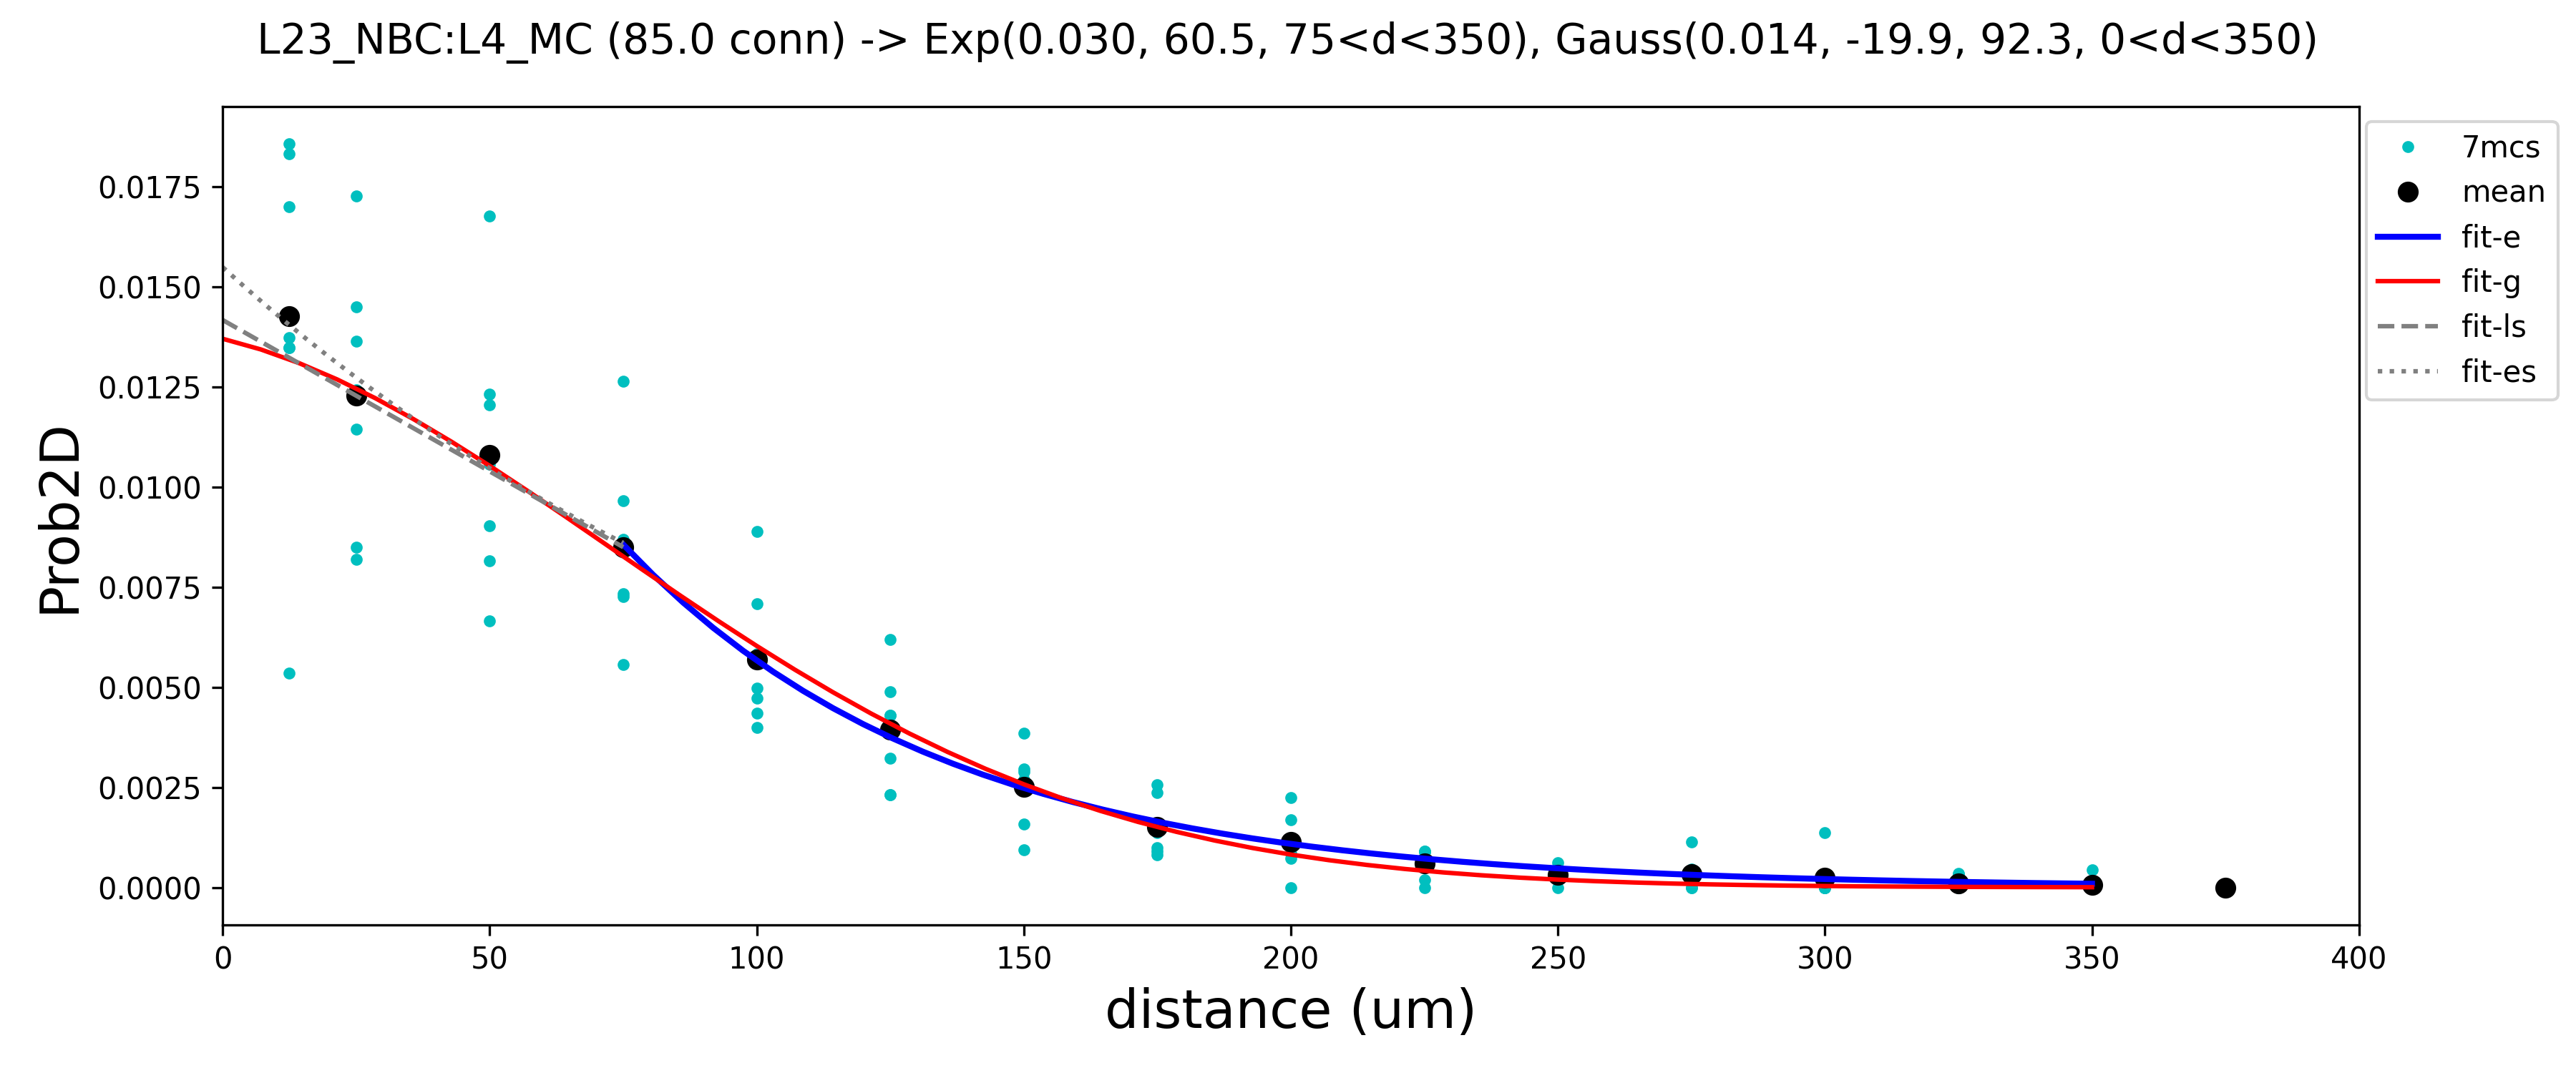 L23_NBC:L4_MC (85.0 conn) -> Exp(0.030, 60.5, 75<d<350), Gauss(0.014, -19.9, 92.3, 0<d<350)
7mcs
mean
fit-e
fit-g
fit-ls
fit-es
Prob2D
0.0175
0.0150
0.0125
0.0100
0.0075
0.0050
0.0025
0.0000
0 50 100 150 200 250 300 350 400
distance (um)